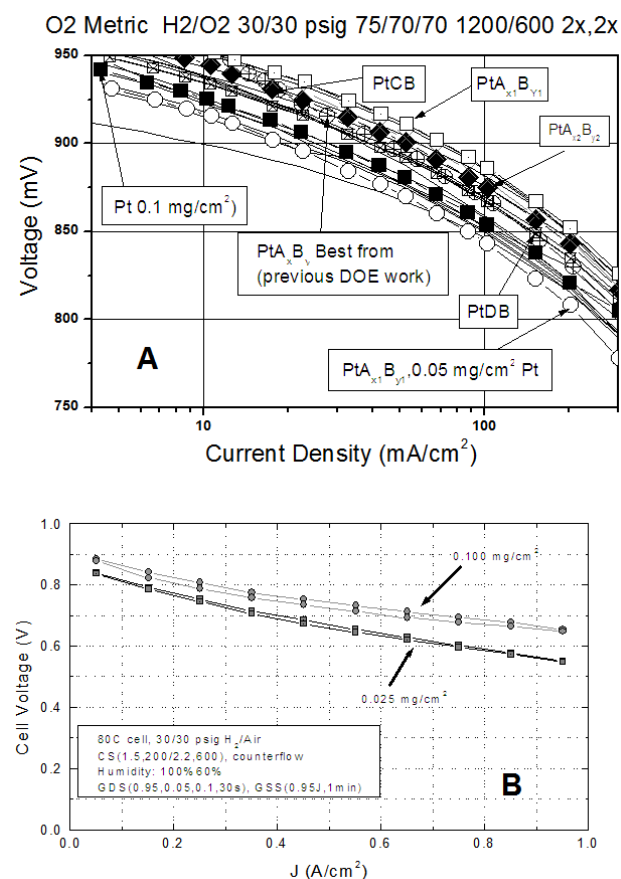 O2 Metric H2/O2 30/30 psig 75/70/70 1200/600 2x,2x
950
900
850
800
750
Voltage (mV)
PtCB
PtAx1BY1
PtAx2By2
Pt 0.1 mg/cm²)
PtAxBy Best from
(previous DOE work)
PtDB
PtAx1By1,0.05 mg/cm² Pt
A
10
100
Current Density (mA/cm²)
1.0
0.8
0.6
0.4
0.2
0.0
Cell Voltage (V)
0.100 mg/cm²
0.025 mg/cm²
80C cell, 30/30 psig H2/Air
CS(1.5,200/2.2,600), counterflow
Humidity: 100%60%
GDS(0.95,0.05,0.1,30s), GSS(0.95J,1min)
B
0.0
0.2
0.4
0.6
0.8
1.0
J (A/cm²)